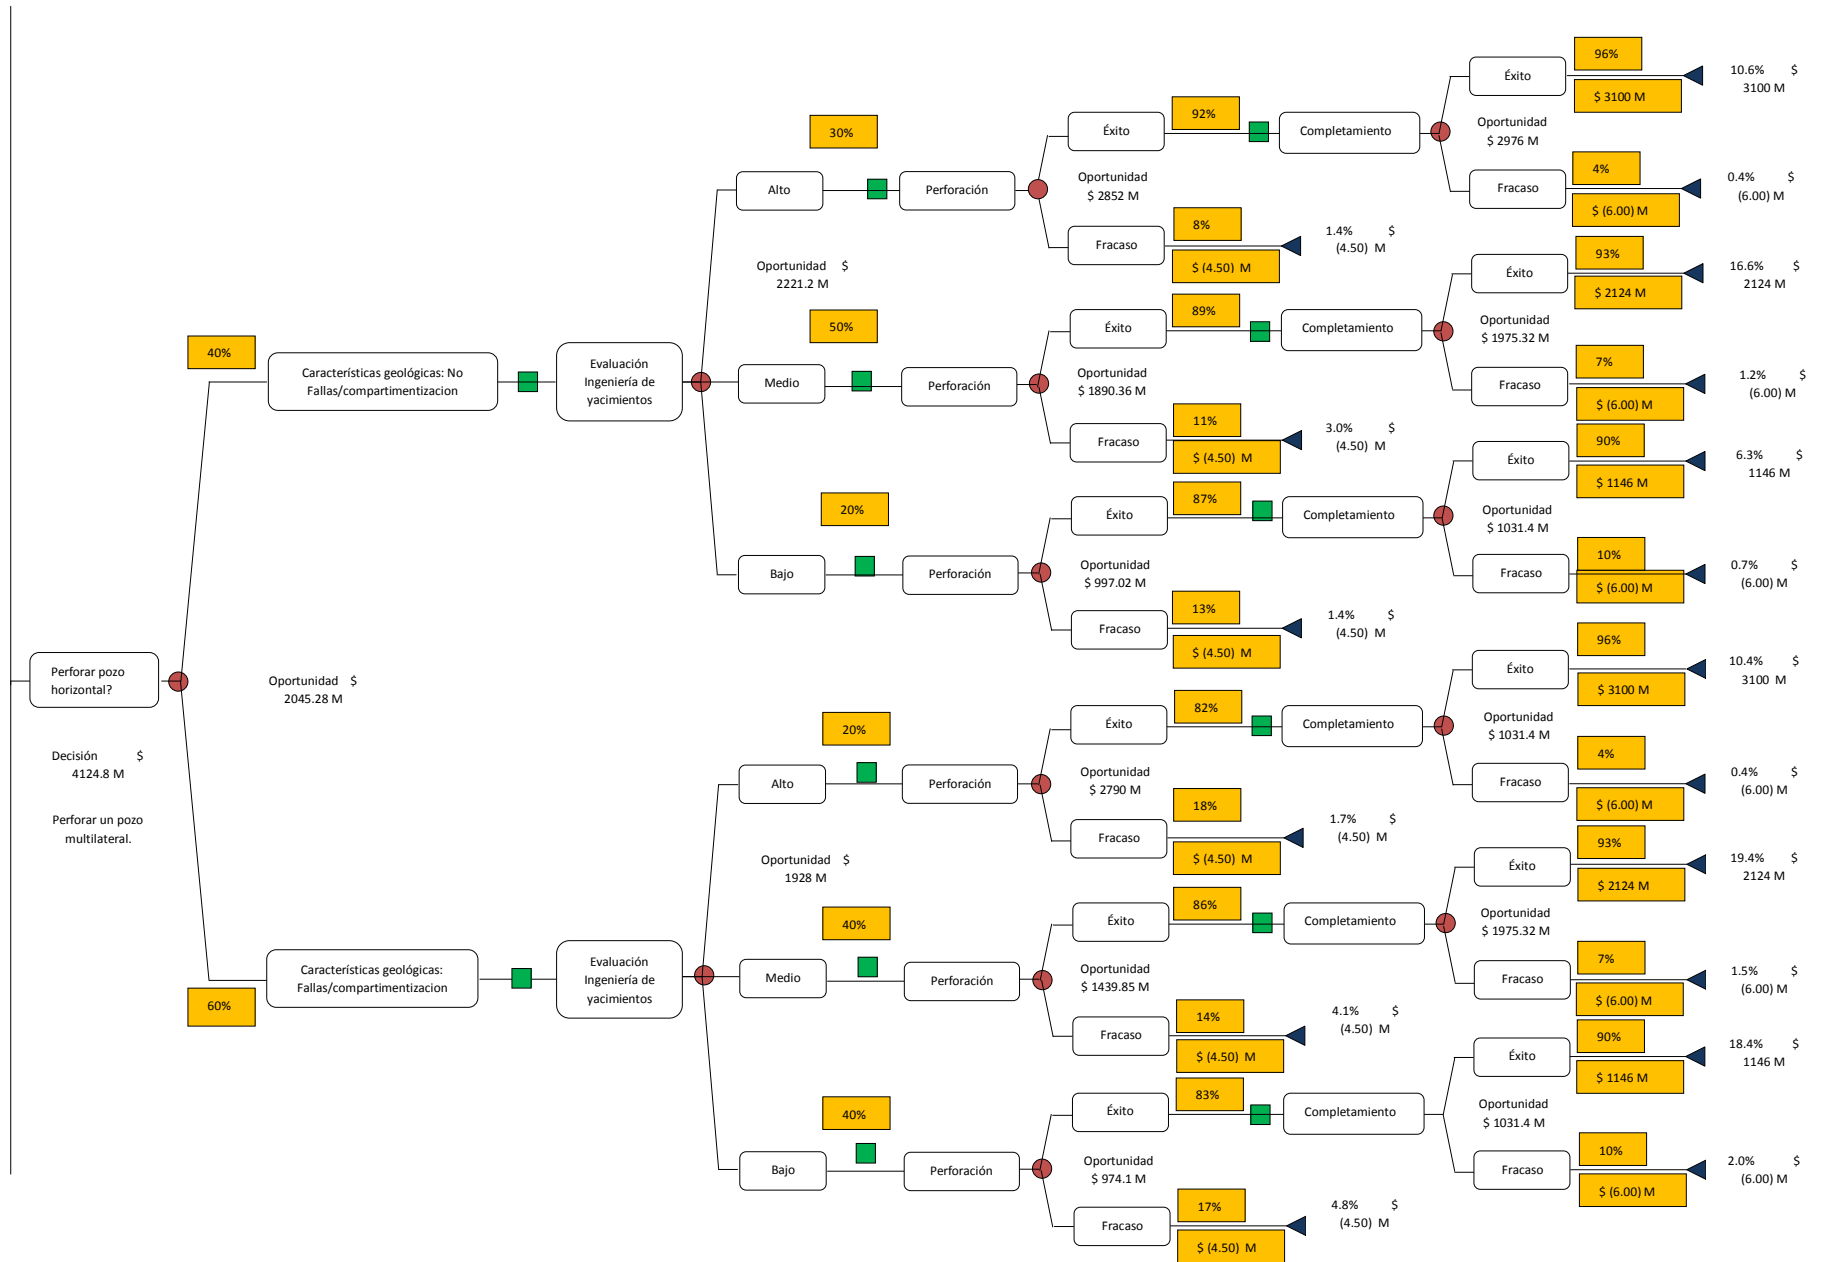 Perforar pozo
horizontal?
Decisión $
4124.8 M
Perforar un pozo
multilateral.
Oportunidad $
2045.28 M
40%
Características geológicas: No
Fallas/compartimentizacion
Evaluación
Ingeniería de
yacimientos
Oportunidad $
2221.2 M
30%
Alto
Perforación
Oportunidad
$ 2852 M
92%
Éxito
Completamiento
Oportunidad
$ 2976 M
96%
Éxito
$ 3100 M
10.6% $
3100 M
4%
Fracaso
$ (6.00) M
0.4% $
(6.00) M
8%
Fracaso
$ (4.50) M
1.4% $
(4.50) M
50%
Medio
Perforación
Oportunidad
$ 1890.36 M
89%
Éxito
Completamiento
Oportunidad
$ 1975.32 M
93%
Éxito
$ 2124 M
16.6% $
2124 M
7%
Fracaso
$ (6.00) M
1.2% $
(6.00) M
11%
Fracaso
$ (4.50) M
3.0% $
(4.50) M
20%
Bajo
Perforación
Oportunidad
$ 997.02 M
87%
Éxito
Completamiento
Oportunidad
$ 1031.4 M
90%
Éxito
$ 1146 M
6.3% $
1146 M
10%
Fracaso
$ (6.00) M
0.7% $
(6.00) M
13%
Fracaso
$ (4.50) M
1.4% $
(4.50) M
60%
Características geológicas:
Fallas/compartimentizacion
Evaluación
Ingeniería de
yacimientos
Oportunidad $
1928 M
20%
Alto
Perforación
Oportunidad
$ 2790 M
82%
Éxito
Completamiento
Oportunidad
$ 1031.4 M
96%
Éxito
$ 3100 M
10.4% $
3100 M
4%
Fracaso
$ (6.00) M
0.4% $
(6.00) M
18%
Fracaso
$ (4.50) M
1.7% $
(4.50) M
40%
Medio
Perforación
Oportunidad
$ 1439.85 M
86%
Éxito
Completamiento
Oportunidad
$ 1975.32 M
93%
Éxito
$ 2124 M
19.4% $
2124 M
7%
Fracaso
$ (6.00) M
1.5% $
(6.00) M
14%
Fracaso
$ (4.50) M
4.1% $
(4.50) M
40%
Bajo
Perforación
Oportunidad
$ 974.1 M
83%
Éxito
Completamiento
Oportunidad
$ 1031.4 M
90%
Éxito
$ 1146 M
18.4% $
1146 M
10%
Fracaso
$ (6.00) M
2.0% $
(6.00) M
17%
Fracaso
$ (4.50) M
4.8% $
(4.50) M